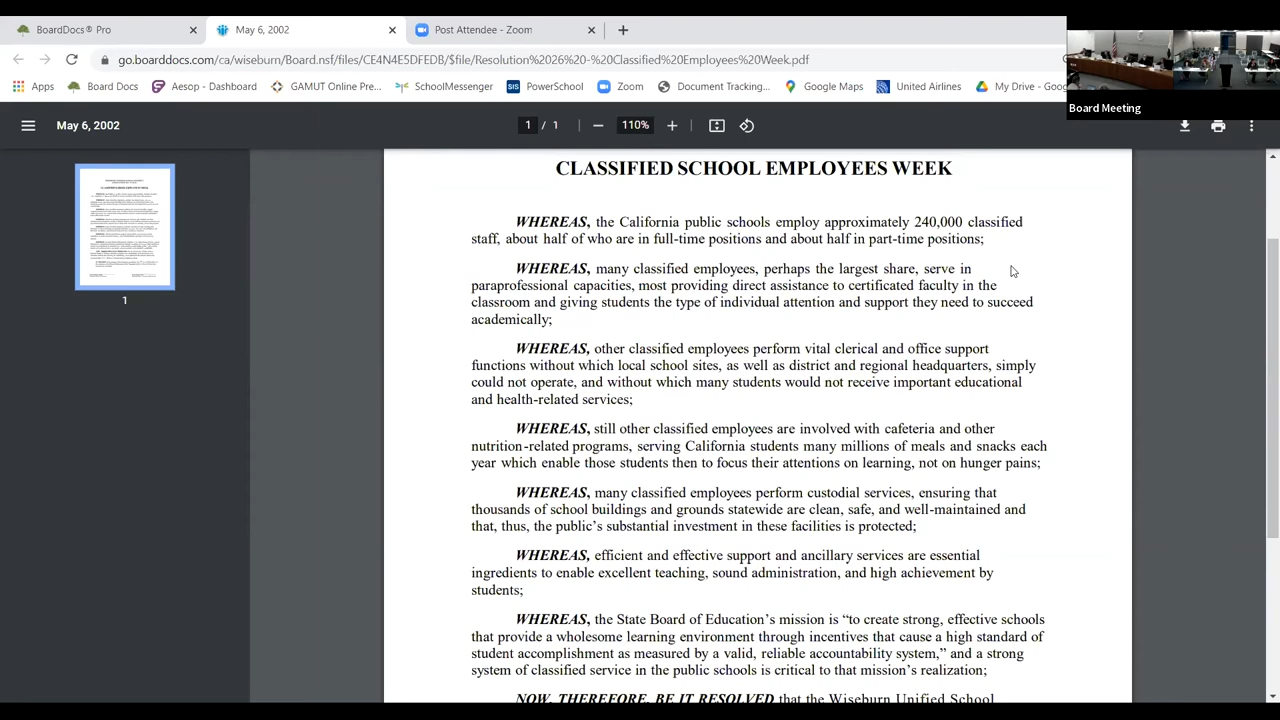 BoardDocs® Pro
May 6, 2002
Post Attendee - Zoom
go.boarddocs.com/ca/wiseburn/Board.nsf/files/CE4N4E5DFEDB/$file/Resolution%20.6%20-%20Classified%20Employees%20Week.pdf
Apps
Board Docs
Aesop - Dashboard
GAMUT Online Pre...
SchoolMessenger
SIS PowerSchool
Zoom
Document Tracking...
Google Maps
United Airlines
My Drive - Goog
Board Meeting
May 6, 2002
1 / 1
110%
1
CLASSIFIED SCHOOL EMPLOYEES WEEK
WHEREAS, the California public schools employ approximately 240,000 classified
staff, about half of who are in full-time positions and about half in part-time positions;
WHEREAS, many classified employees, perhaps the largest share, serve in
paraprofessional capacities, most providing direct assistance to certificated faculty in the
classroom and giving students the type of individual attention and support they need to succeed
academically;
WHEREAS, other classified employees perform vital clerical and office support
functions without which local school sites, as well as district and regional headquarters, simply
could not operate, and without which many students would not receive important educational
and health-related services;
WHEREAS, still other classified employees are involved with cafeteria and other
nutrition-related programs, serving California students many millions of meals and snacks each
year which enable those students then to focus their attentions on learning, not on hunger pains;
WHEREAS, many classified employees perform custodial services, ensuring that
thousands of school buildings and grounds statewide are clean, safe, and well-maintained and
that, thus, the public's substantial investment in these facilities is protected;
WHEREAS, efficient and effective support and ancillary services are essential
ingredients to enable excellent teaching, sound administration, and high achievement by
students;
WHEREAS, the State Board of Education's mission is “to create strong, effective schools
that provide a wholesome learning environment through incentives that cause a high standard of
student accomplishment as measured by a valid, reliable accountability system,” and a strong
system of classified service in the public schools is critical to that mission's realization;
NOW, THEREFORE, BE IT RESOLVED that the Wiseburn Unified School